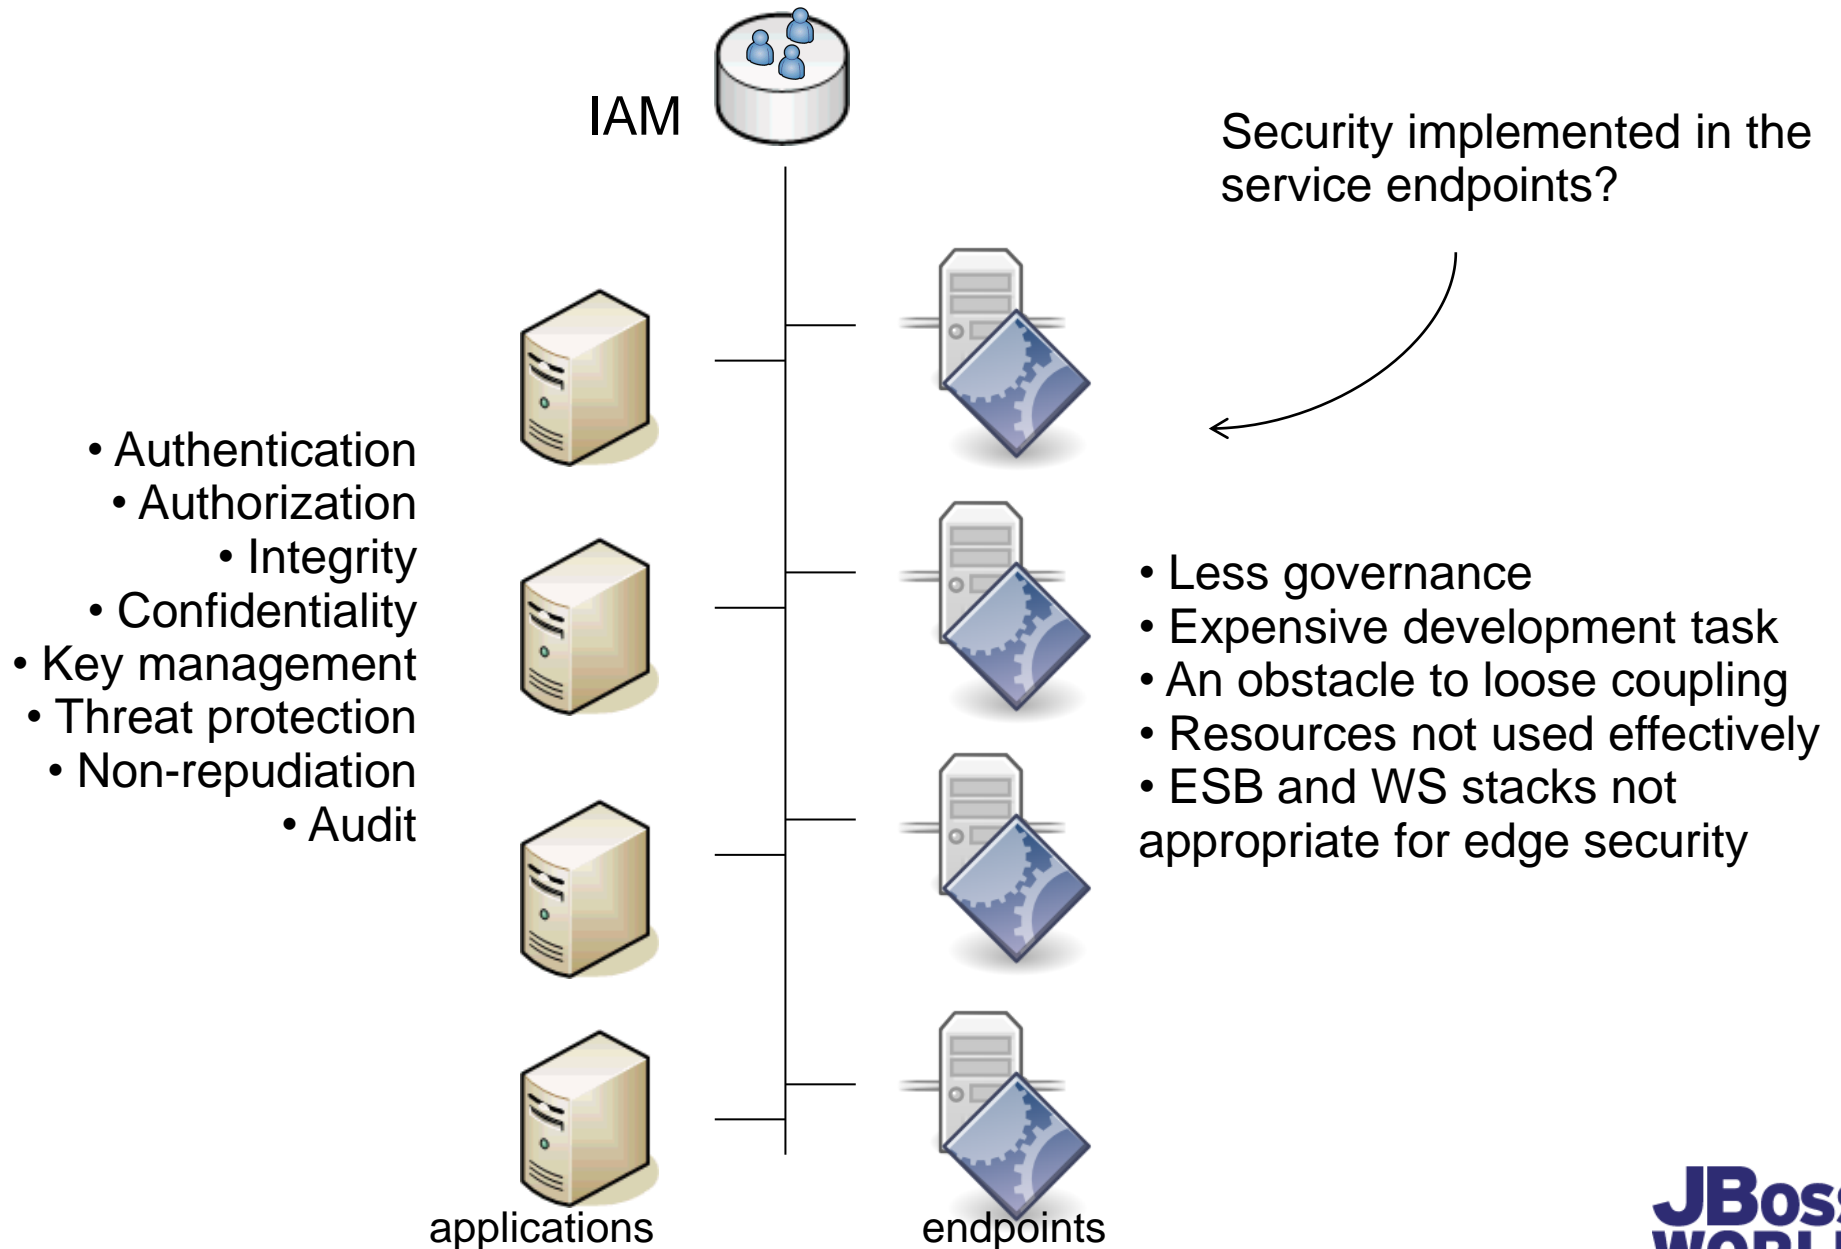 IAM
Security implemented in the
service endpoints?
• Authentication
• Authorization
• Integrity
• Confidentiality
• Key management
• Threat protection
• Non-repudiation
• Audit
• Less governance
• Expensive development task
• An obstacle to loose coupling
• Resources not used effectively
• ESB and WS stacks not
appropriate for edge security
applications
endpoints
JBoss
WORL